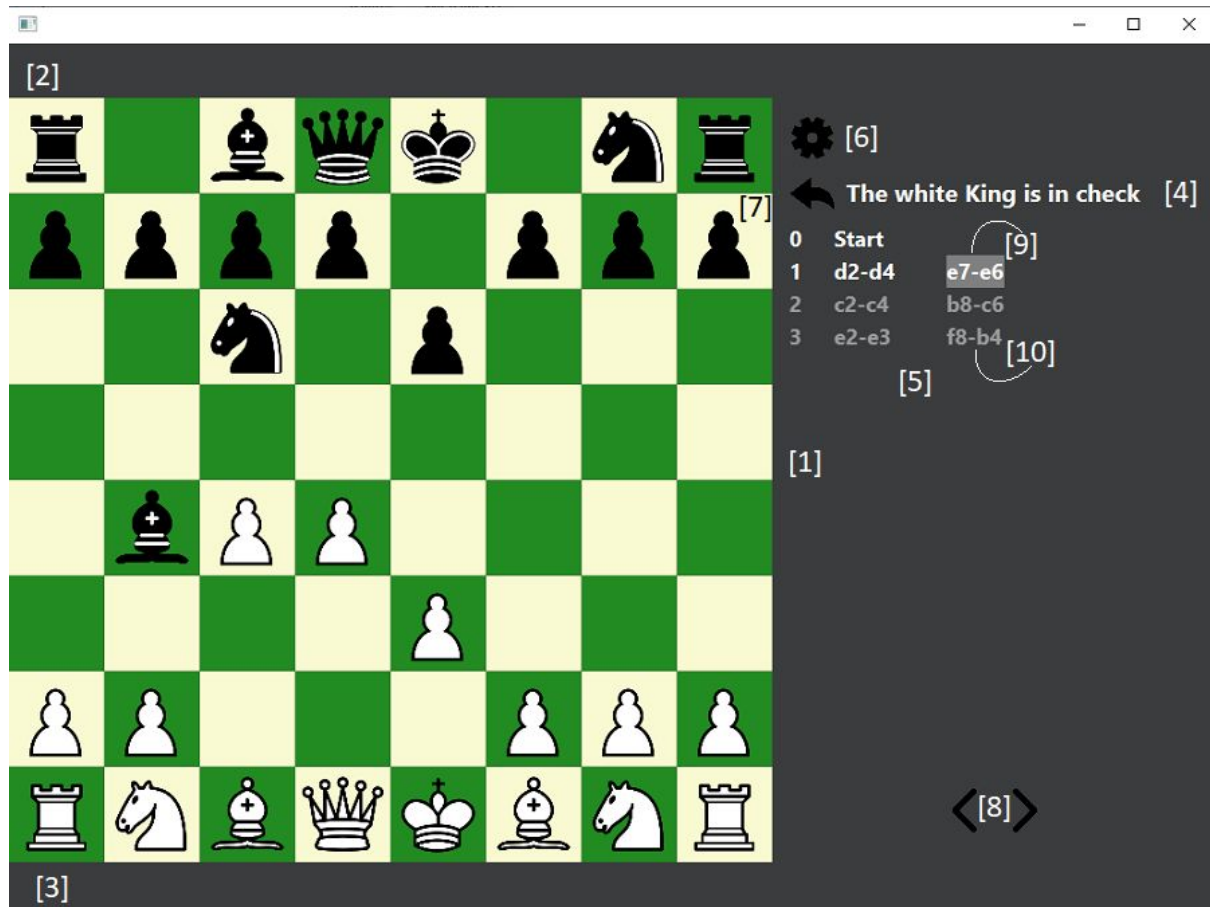 [2]
[6]
The white King is in check [4]
[7]
0 Start [9]
1 d2-d4 e7-e6
2 c2-c4 b8-c6
3 e2-e3 f8-b4
[10]
[5]
[1]
[8]
[3]